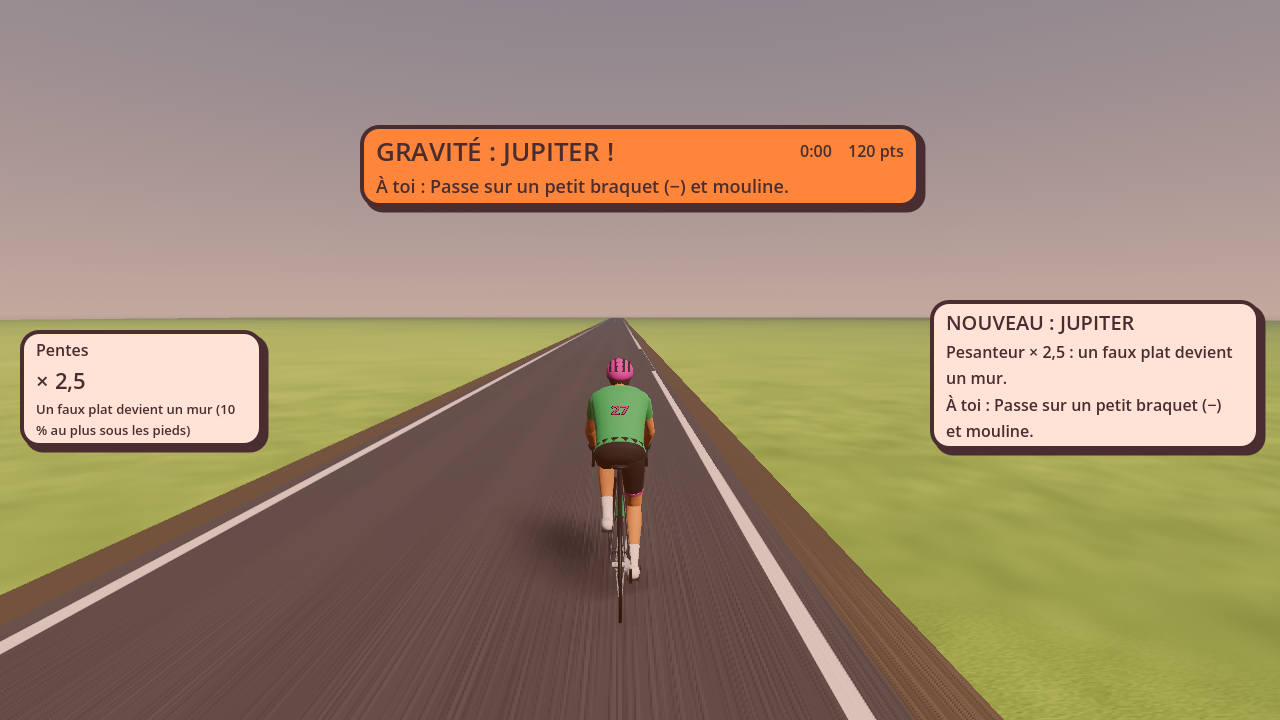 GRAVITÉ : JUPITER !
0:00 120 pts
À toi : Passe sur un petit braquet (−) et mouline.
Pentes
× 2,5
Un faux plat devient un mur (10
% au plus sous les pieds)
NOUVEAU : JUPITER
Pesanteur × 2,5 : un faux plat devient
un mur.
À toi : Passe sur un petit braquet (−)
et mouline.
27